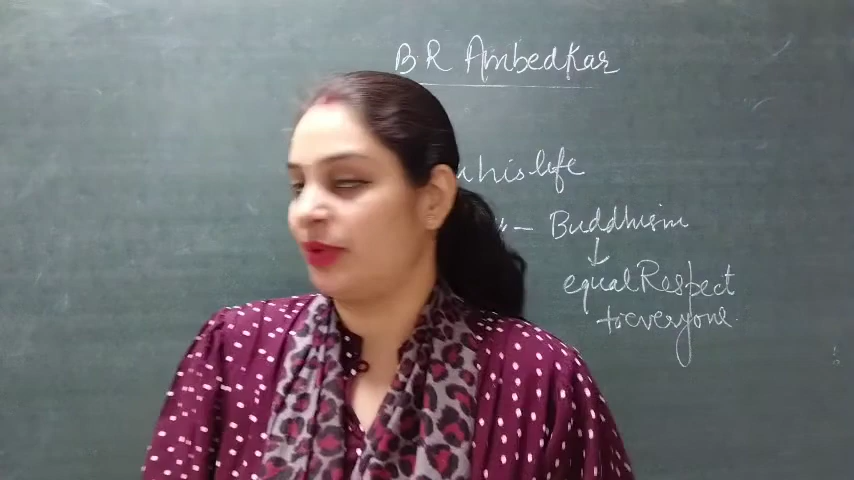 B.R Ambedkar
his life
" - Buddhism
↓
equal Respect
to everyone.